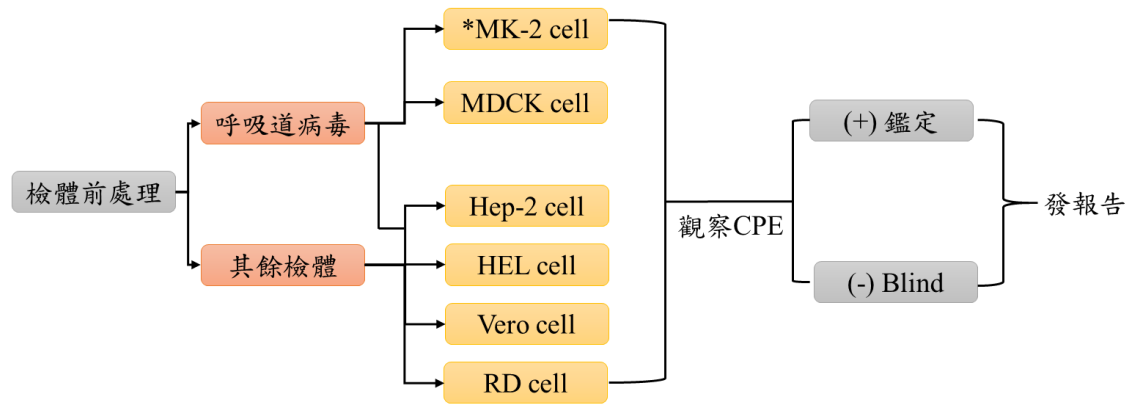 檢體前處理
呼吸道病毒
其餘檢體
*MK-2 cell
MDCK cell
Hep-2 cell
HEL cell
Vero cell
RD cell
觀察CPE
(+) 鑑定
(-) Blind
發報告